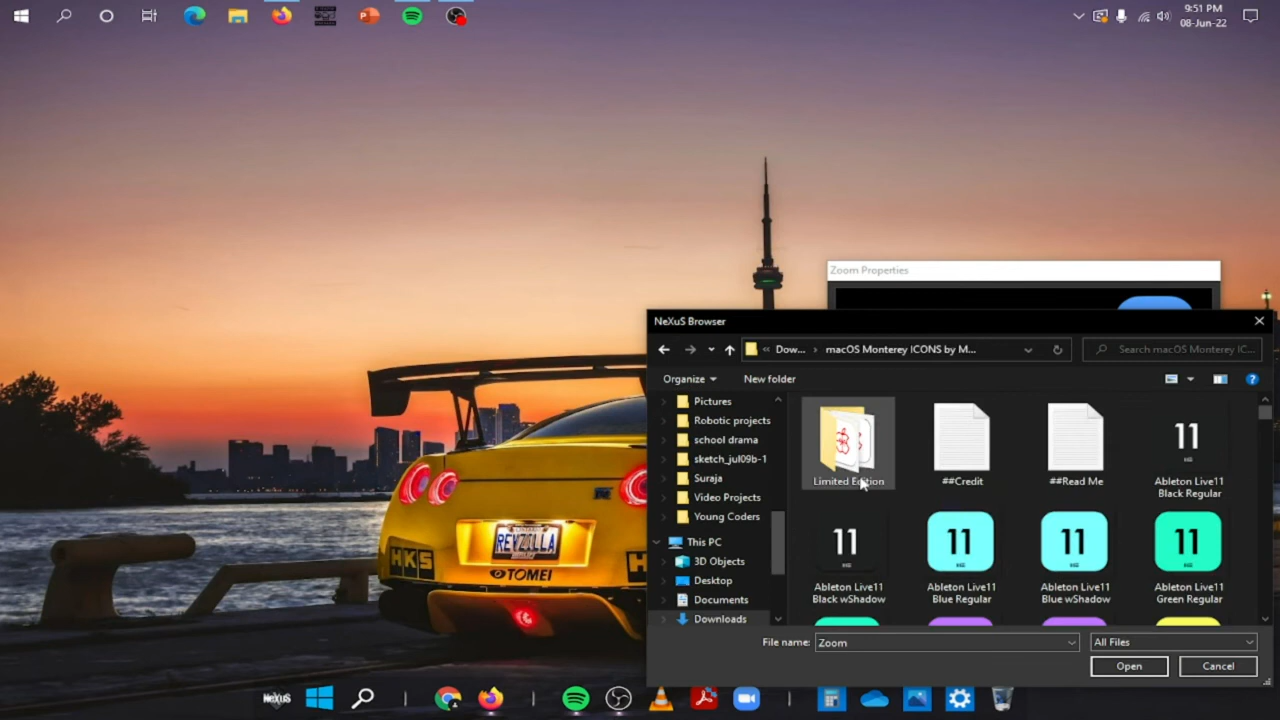 9:51 PM
08-Jun-22
Zoom Properties
NeXuS Browser
« Dow... › macOS Monterey ICONS by M...
Search macOS Monterey IC...
Organize
New folder
Pictures
Robotic projects
school drama
sketch_jul09b-1
Suraja
Video Projects
Young Coders
This PC
3D Objects
Desktop
Documents
Downloads
Limited Edition
##Credit
##Read Me
11
Ableton Live11
Black Regular
11
Ableton Live11
Black wShadow
11
Ableton Live11
Blue Regular
11
Ableton Live11
Blue wShadow
11
Ableton Live11
Green Regular
File name:
Zoom
All Files
Open
Cancel
HKS
REVZILLA
TOMEI
NeXuS